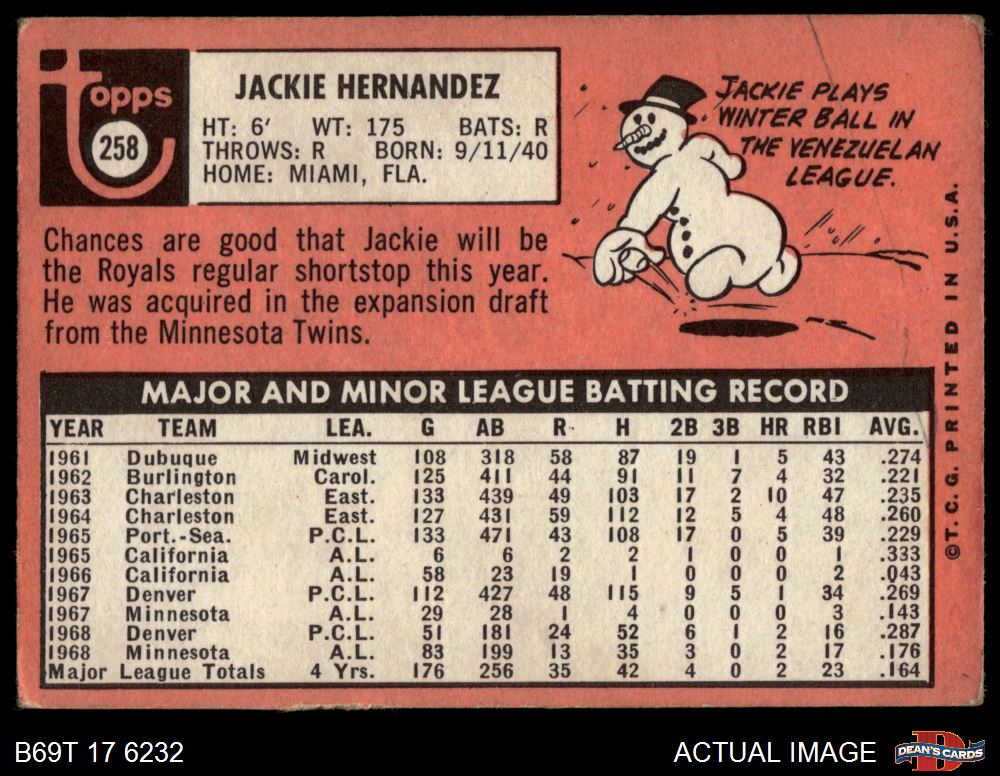 Topps
258
JACKIE HERNANDEZ
HT: 6′ WT: 175 BATS: R
THROWS: R BORN: 9/11/40
HOME: MIAMI, FLA.
JACKIE PLAYS
WINTER BALL IN
THE VENEZUELAN
LEAGUE.
Chances are good that Jackie will be
the Royals regular shortstop this year.
He was acquired in the expansion draft
from the Minnesota Twins.
MAJOR AND MINOR LEAGUE BATTING RECORD
YEAR TEAM LEA. G AB R H 2B 3B HR RBI AVG.
1961 Dubuque Midwest 108 318 58 87 19 1 5 43 .274
1962 Burlington Carol. 125 411 44 91 11 7 4 32 .221
1963 Charleston East. 133 439 49 103 17 2 10 47 .235
1964 Charleston East. 127 431 59 112 12 5 4 48 .260
1965 Port.-Sea. P.C.L. 133 471 43 108 17 0 5 39 .229
1965 California A.L. 6 6 2 2 1 0 0 1 .333
1966 California A.L. 58 23 19 1 0 0 0 2 .043
1967 Denver P.C.L. 112 427 48 115 9 5 1 34 .269
1967 Minnesota A.L. 29 28 1 4 0 0 0 3 .143
1968 Denver P.C.L. 51 181 24 52 6 1 2 16 .287
1968 Minnesota A.L. 83 199 13 35 3 0 2 17 .176
Major League Totals 4 Yrs. 176 256 35 42 4 0 2 23 .164
©T.C.G. PRINTED IN U.S.A.
B69T 17 6232
ACTUAL IMAGE
DEAN'S CARDS